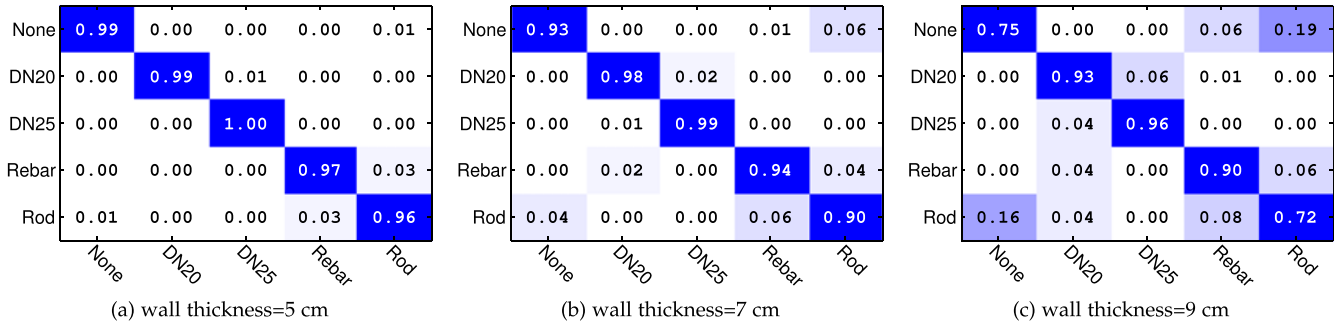 None 0.99 0.00 0.00 0.00 0.01
DN20 0.00 0.99 0.01 0.00 0.00
DN25 0.00 0.00 1.00 0.00 0.00
Rebar 0.00 0.00 0.00 0.97 0.03
Rod 0.01 0.00 0.00 0.03 0.96
None DN20 DN25 Rebar Rod
(a) wall thickness=5 cm
None 0.93 0.00 0.00 0.01 0.06
DN20 0.00 0.98 0.02 0.00 0.00
DN25 0.00 0.01 0.99 0.00 0.00
Rebar 0.00 0.02 0.00 0.94 0.04
Rod 0.04 0.00 0.00 0.06 0.90
None DN20 DN25 Rebar Rod
(b) wall thickness=7 cm
None 0.75 0.00 0.00 0.06 0.19
DN20 0.00 0.93 0.06 0.01 0.00
DN25 0.00 0.04 0.96 0.00 0.00
Rebar 0.00 0.04 0.00 0.90 0.06
Rod 0.16 0.04 0.00 0.08 0.72
None DN20 DN25 Rebar Rod
(c) wall thickness=9 cm